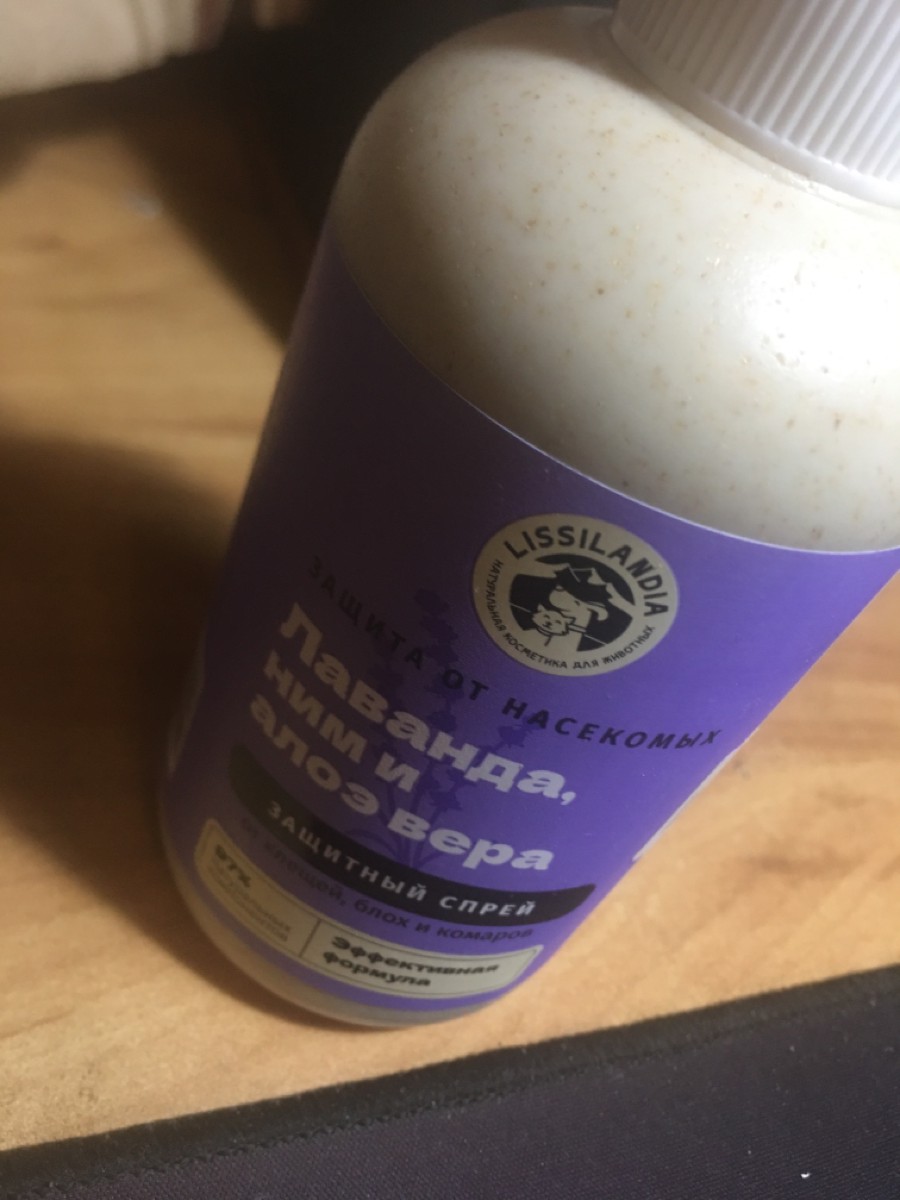 LISSILANDIA
НАТУРАЛЬНАЯ КОСМЕТИКА ДЛЯ ЖИВОТНЫХ
ЗАЩИТА ОТ НАСЕКОМЫХ
Лаванда,
ним и
алоэ вера
ЗАЩИТНЫЙ СПРЕЙ
от клещей, блох и комаров
97%
Эффективная
формула